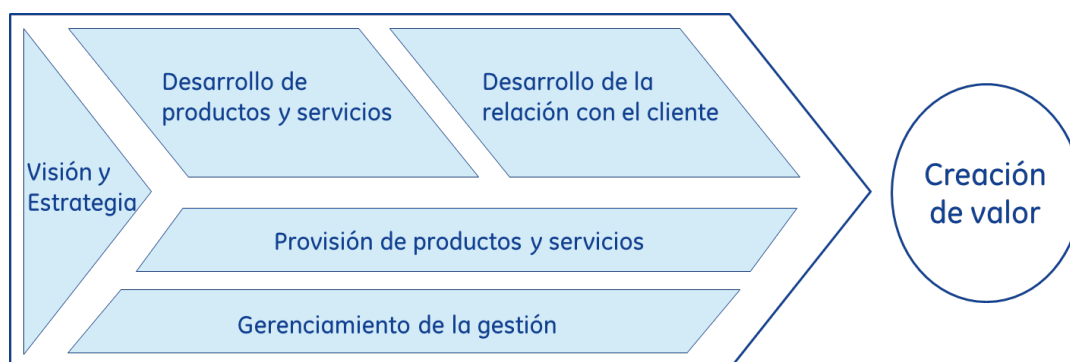 Desarrollo de
productos y servicios
Desarrollo de la
relación con el cliente
Visión y
Estrategia
Provisión de productos y servicios
Gerenciamiento de la gestión
Creación
de valor